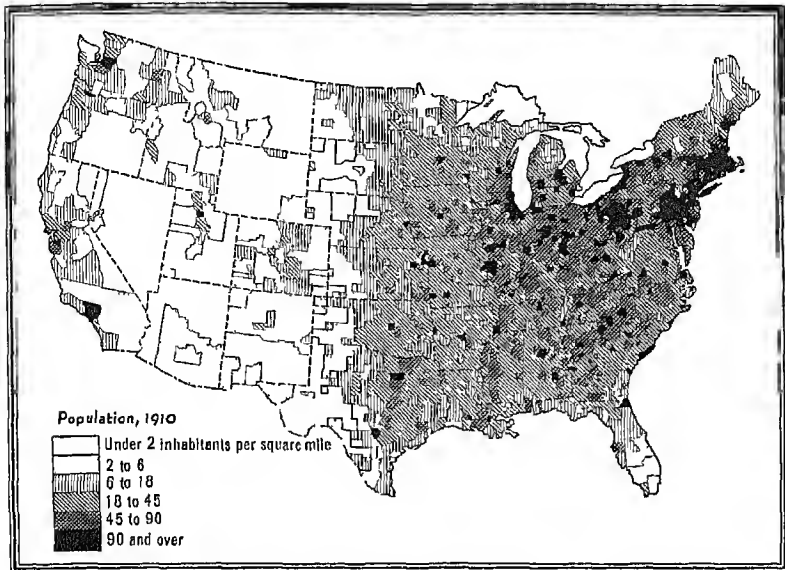 Population, 1910
Under 2 inhabitants per square mile
2 to 6
6 to 18
18 to 45
45 to 90
90 and over